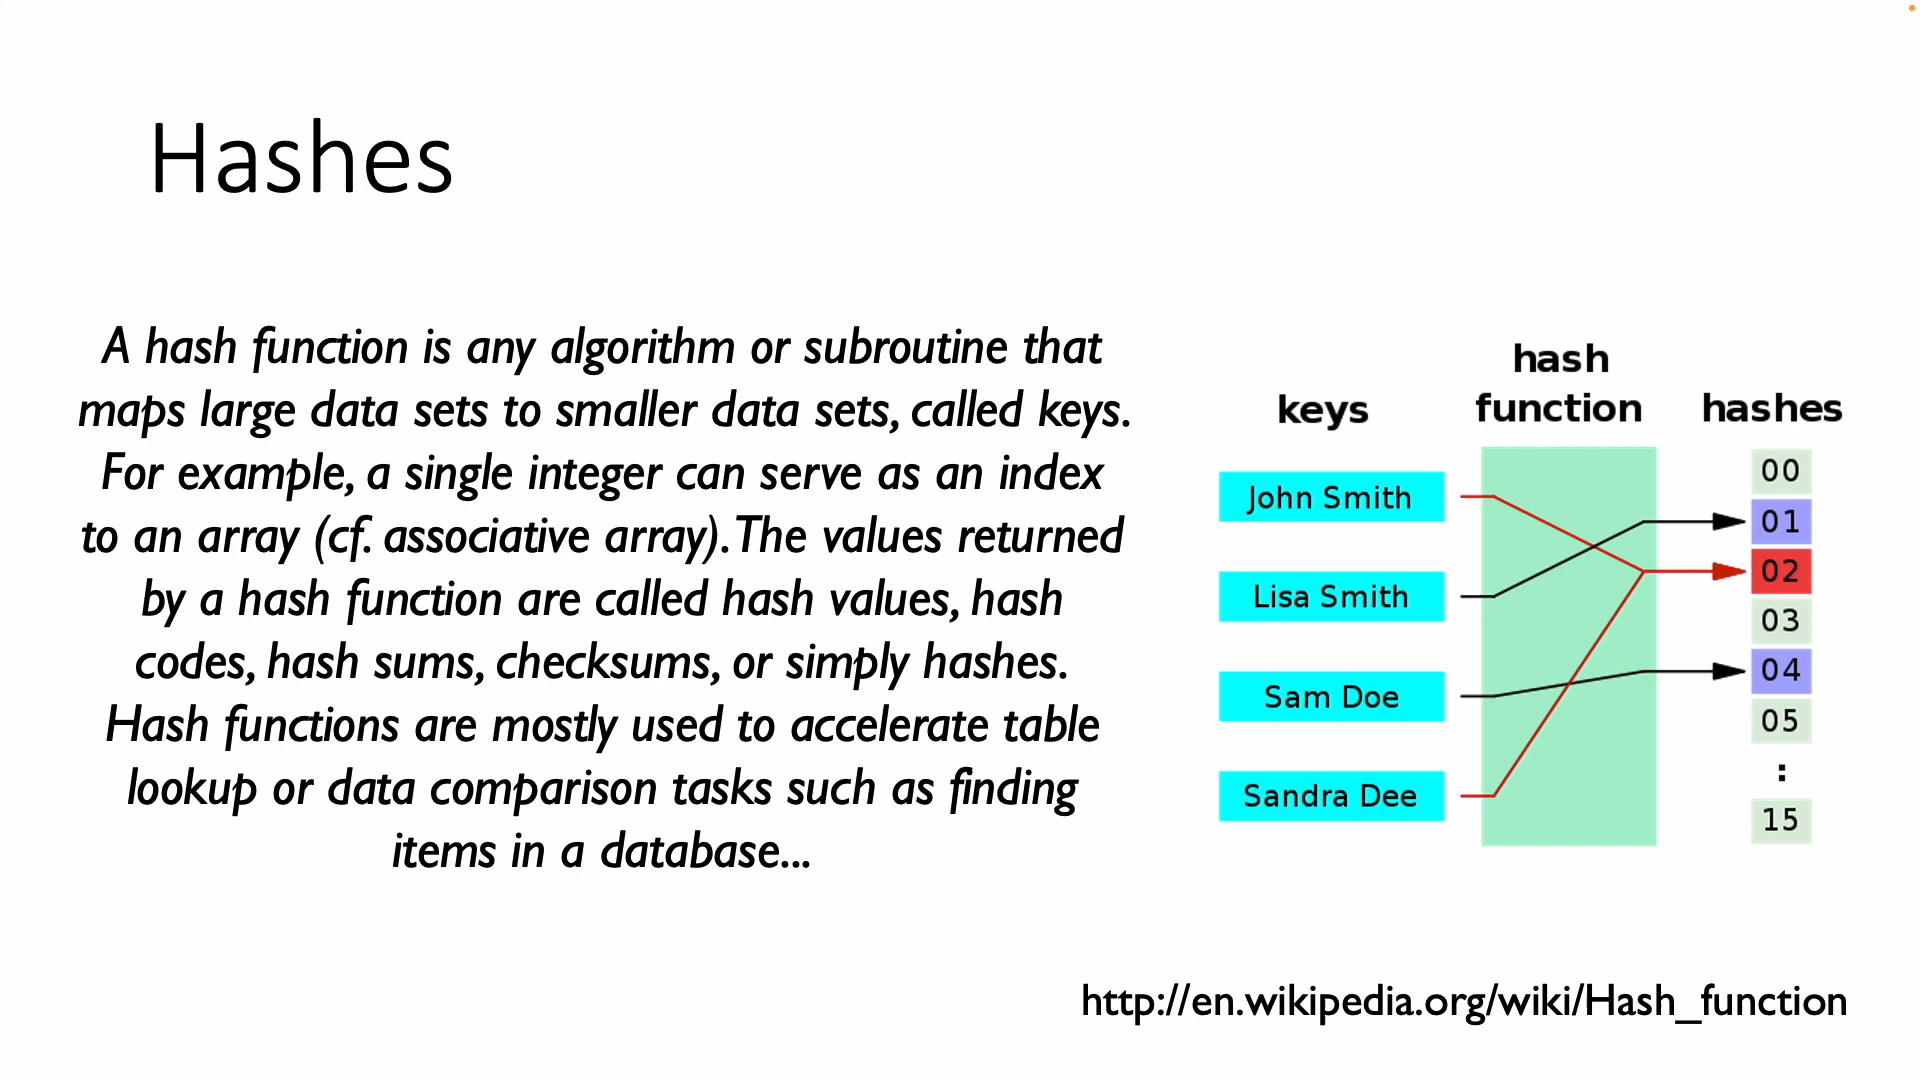 Hashes
A hash function is any algorithm or subroutine that
maps large data sets to smaller data sets, called keys.
For example, a single integer can serve as an index
to an array (cf. associative array). The values returned
by a hash function are called hash values, hash
codes, hash sums, checksums, or simply hashes.
Hash functions are mostly used to accelerate table
lookup or data comparison tasks such as finding
items in a database...
keys
hash
function
hashes
John Smith
Lisa Smith
Sam Doe
Sandra Dee
00
01
02
03
04
05
:
15
http://en.wikipedia.org/wiki/Hash_function